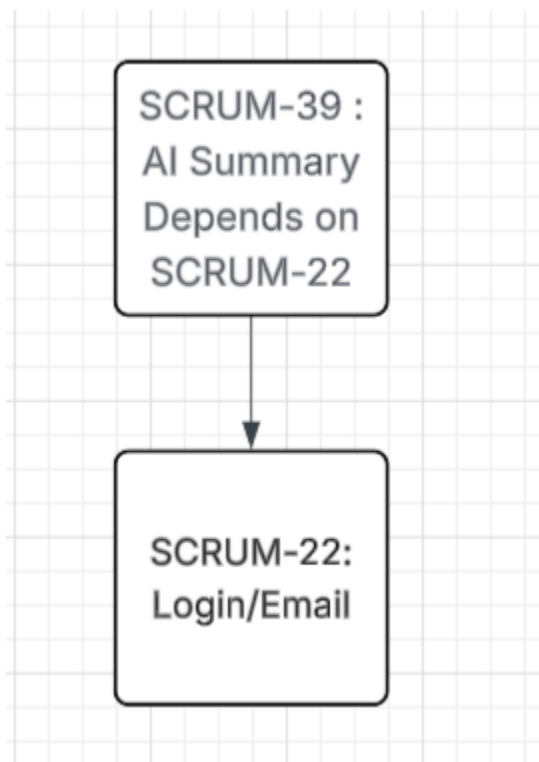 SCRUM-39 :
AI Summary
Depends on
SCRUM-22
SCRUM-22:
Login/Email